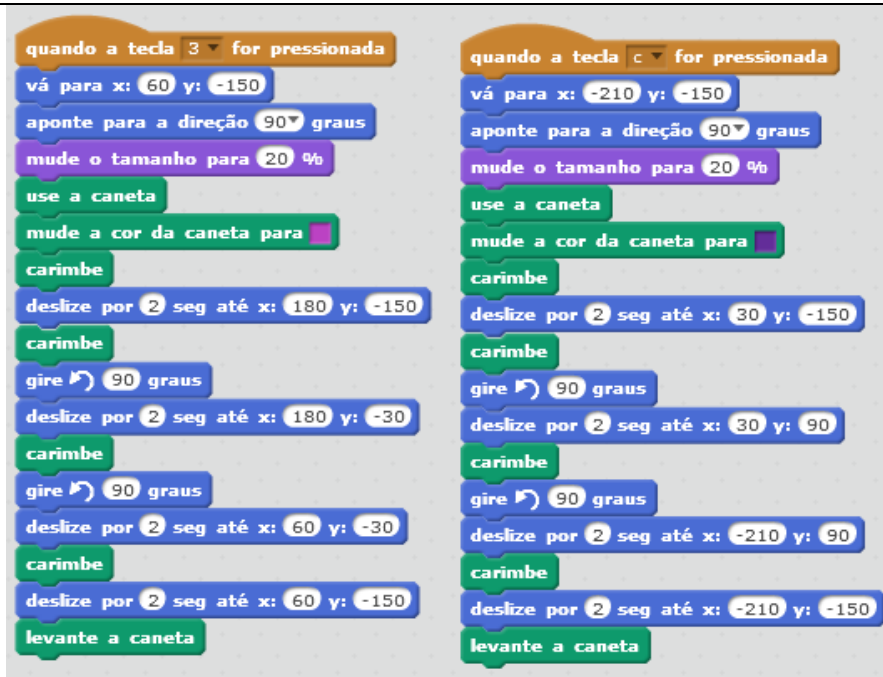 quando a tecla 3 for pressionada
vá para x: 60 y: -150
aponte para a direção 90 graus
mude o tamanho para 20 %
use a caneta
mude a cor da caneta para
carimbe
deslize por 2 seg até x: 180 y: -150
carimbe
gire 90 graus
deslize por 2 seg até x: 180 y: -30
carimbe
gire 90 graus
deslize por 2 seg até x: 60 y: -30
carimbe
deslize por 2 seg até x: 60 y: -150
levante a caneta
quando a tecla c for pressionada
vá para x: -210 y: -150
aponte para a direção 90 graus
mude o tamanho para 20 %
use a caneta
mude a cor da caneta para
carimbe
deslize por 2 seg até x: 30 y: -150
carimbe
gire 90 graus
deslize por 2 seg até x: 30 y: 90
carimbe
gire 90 graus
deslize por 2 seg até x: -210 y: 90
carimbe
deslize por 2 seg até x: -210 y: -150
levante a caneta